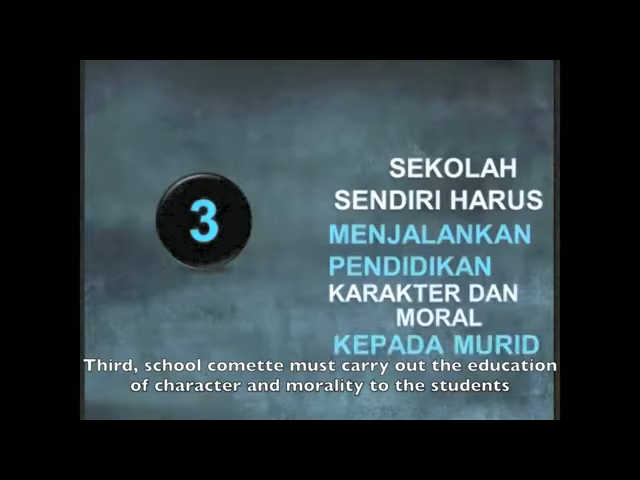 3
SEKOLAH
SENDIRI HARUS
MENJALANKAN
PENDIDIKAN
KARAKTER DAN
MORAL
KEPADA MURID
Third, school comette must carry out the education
of character and morality to the students